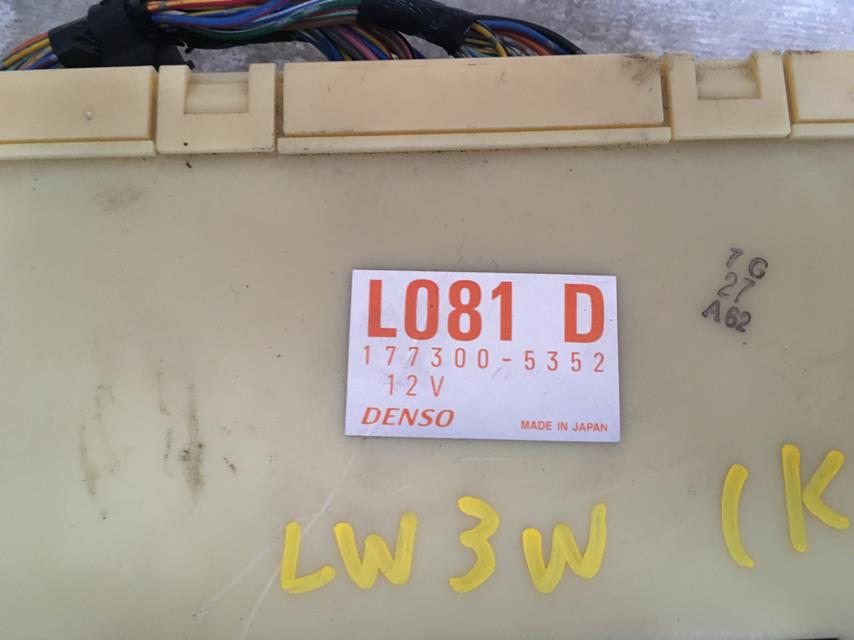 L081 D
177300-5352
12V
DENSO
MADE IN JAPAN
7G
27
A62
LW3W (K